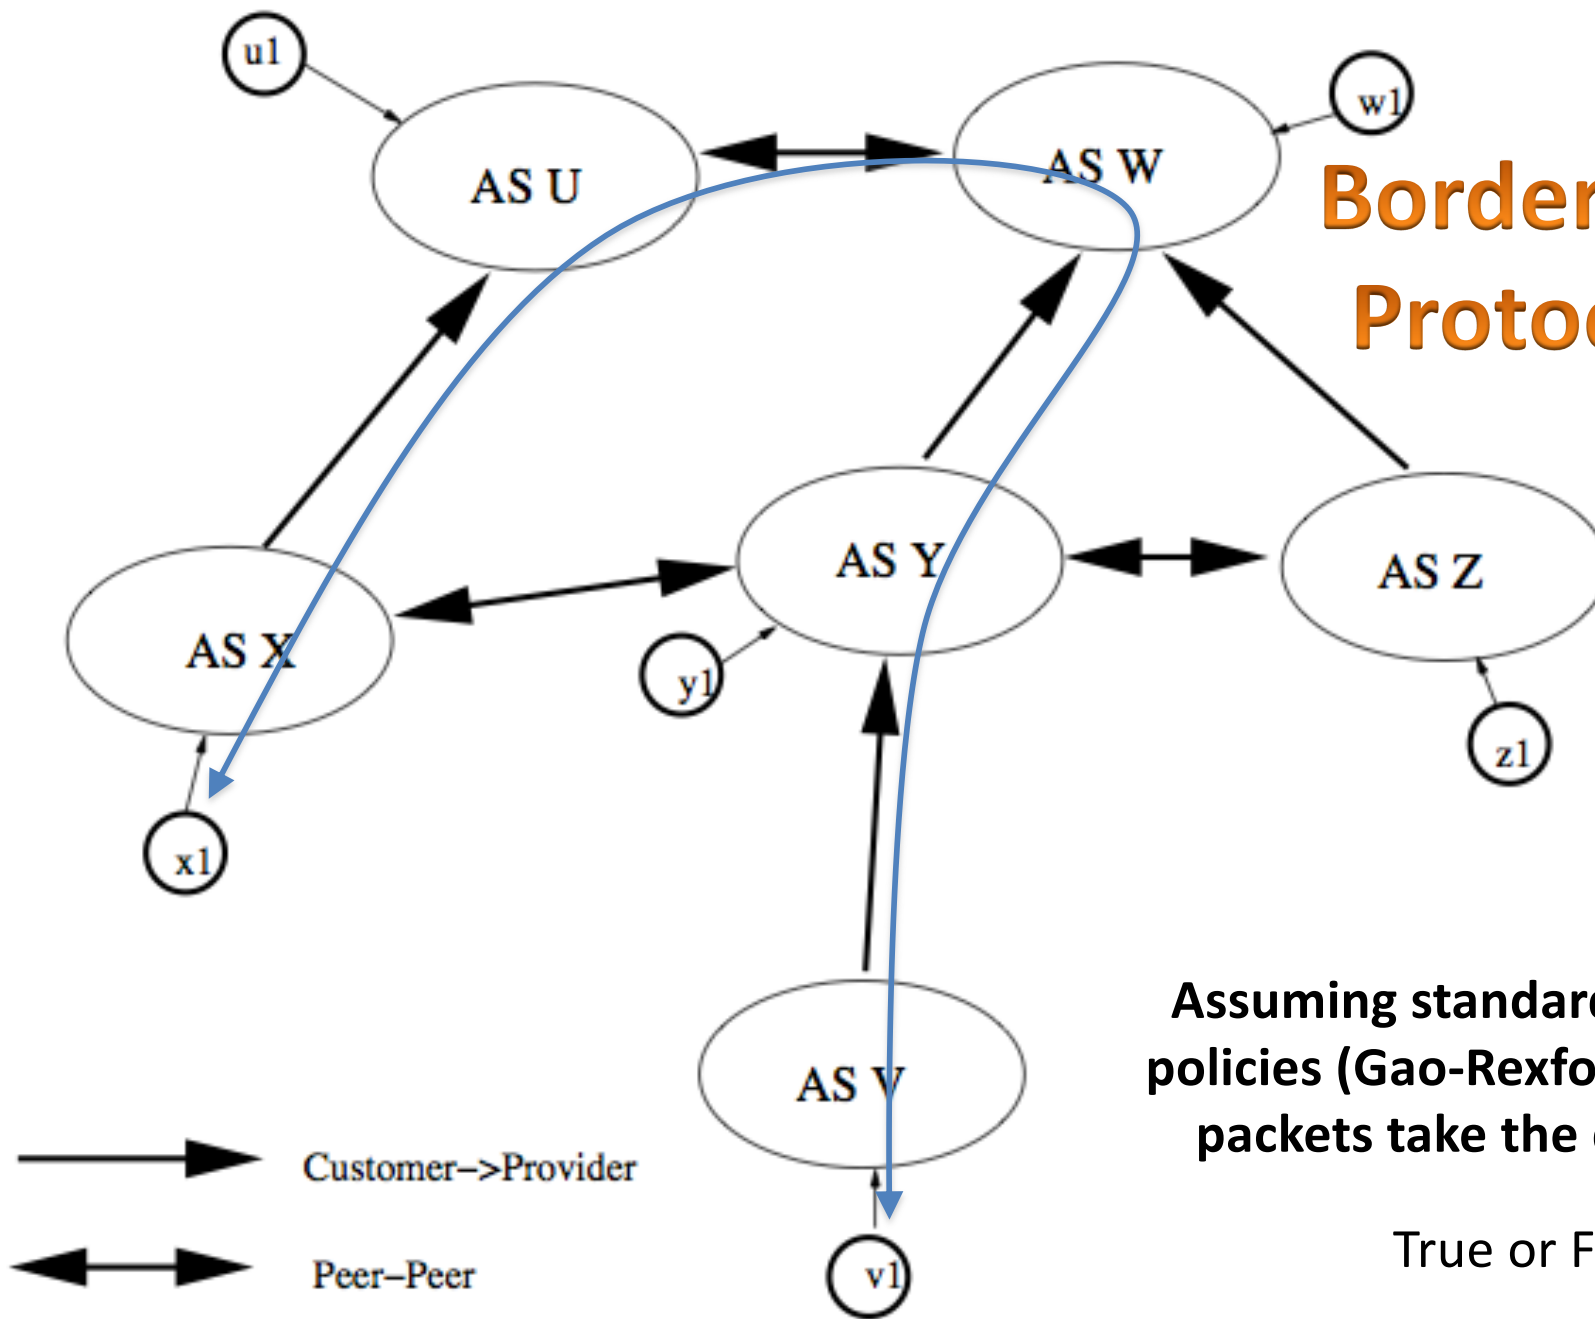 u1
w1
AS U
AS W
Border
Protoc
AS X
AS Y
AS Z
y1
z1
x1
AS V
Assuming standard
policies (Gao-Rexfo
packets take the
Customer->Provider
True or F
Peer-Peer
v1